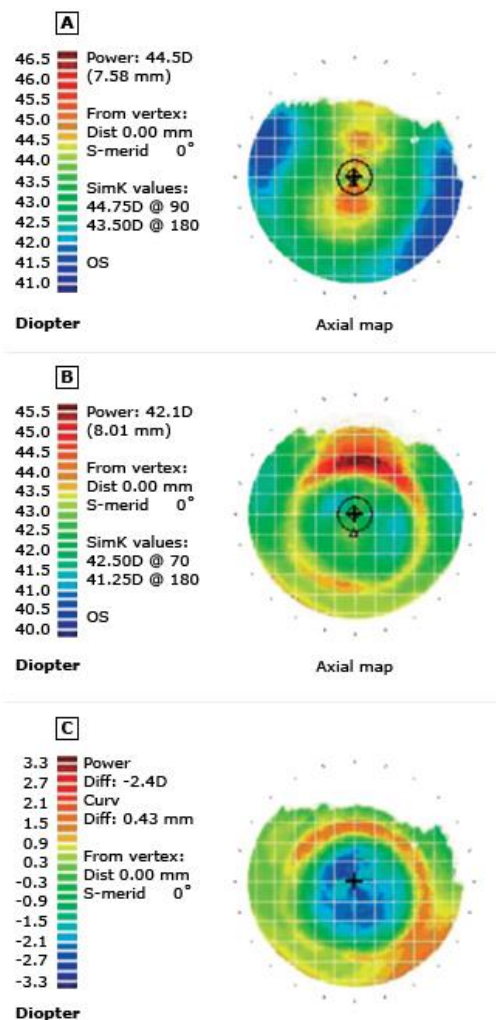 A
46.5
46.0
45.5
45.0
44.5
44.0
43.5
43.0
42.5
42.0
41.5
41.0
Diopter
Power: 44.5D
(7.58 mm)
From vertex:
Dist 0.00 mm
S-merid 0°
SimK values:
44.75D @ 90
43.50D @ 180
OS
Axial map
B
45.5
45.0
44.5
44.0
43.5
43.0
42.5
42.0
41.5
41.0
40.5
40.0
Diopter
Power: 42.1D
(8.01 mm)
From vertex:
Dist 0.00 mm
S-merid 0°
SimK values:
42.50D @ 70
41.25D @ 180
OS
Axial map
C
3.3
2.7
2.1
1.5
0.9
0.3
-0.3
-0.9
-1.5
-2.1
-2.7
-3.3
Diopter
Power
Diff: -2.4D
Curv
Diff: 0.43 mm
From vertex:
Dist 0.00 mm
S-merid 0°